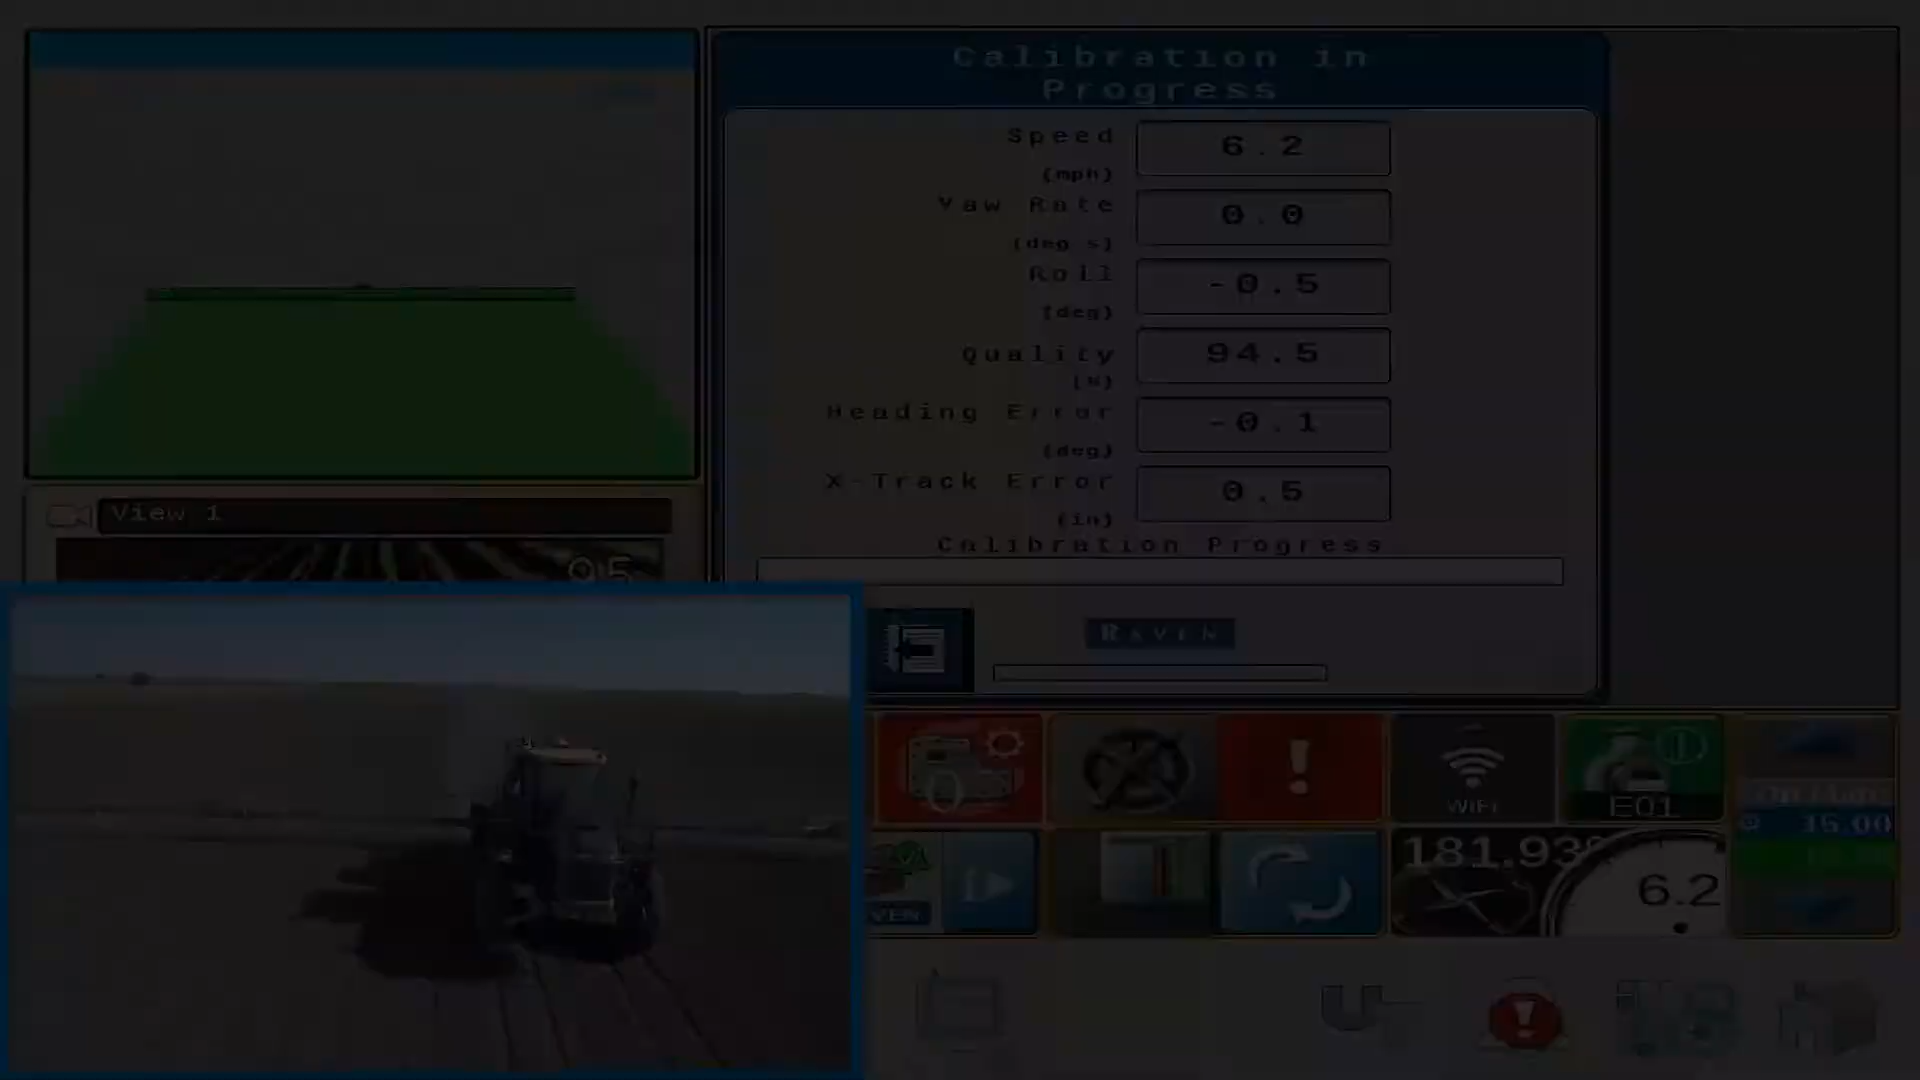 Calibration in
Progress
Speed
(mph)
6.2
Yaw Rate
(deg s)
0.0
Roll
(deg)
-0.5
Quality
(%)
94.5
Heading Error
(deg)
-0.1
X-Track Error
(in)
0.5
Calibration Progress
View 1
RAVEN
WiFi
E01
15.00
VEN
181.93°
6.2